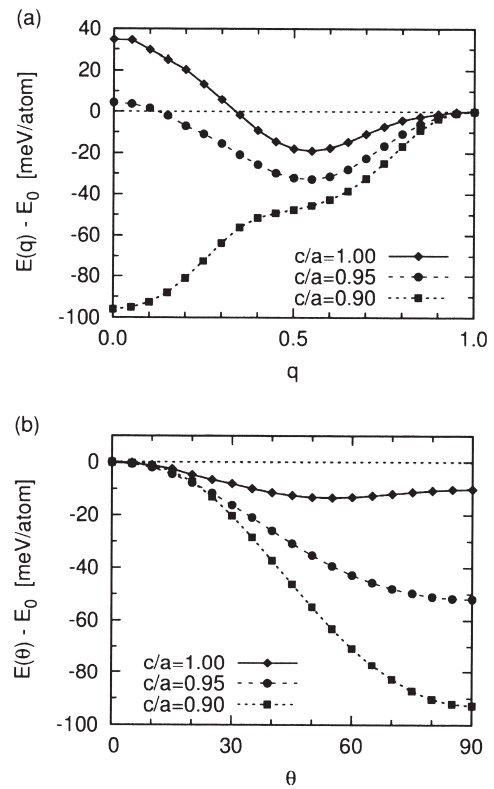 (a)
40
20
0
-20
-40
-60
-80
-100
E(q) - E0 [meV/atom]
c/a=1.00
c/a=0.95
c/a=0.90
0.0 0.5 1.0
q
(b)
0
-20
-40
-60
-80
-100
E(θ) - E0 [meV/atom]
c/a=1.00
c/a=0.95
c/a=0.90
0 30 60 90
θ